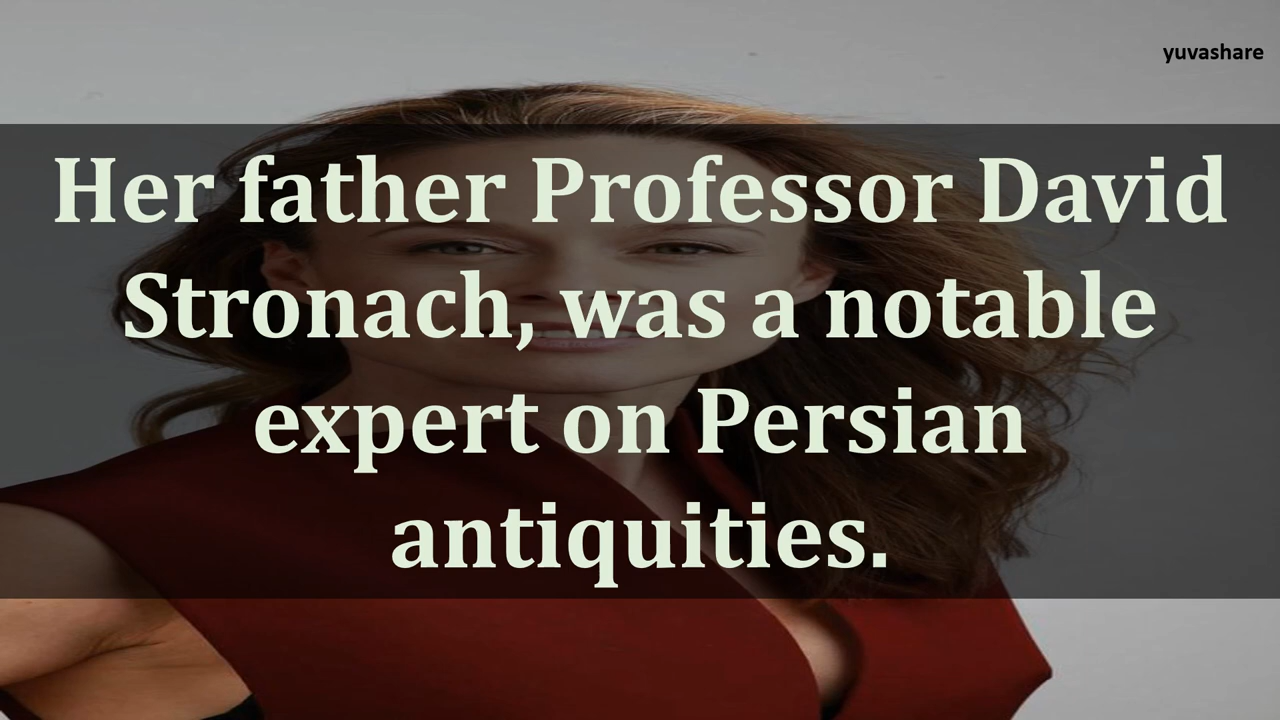 yuvashare
Her father Professor David
Stronach, was a notable
expert on Persian
antiquities.